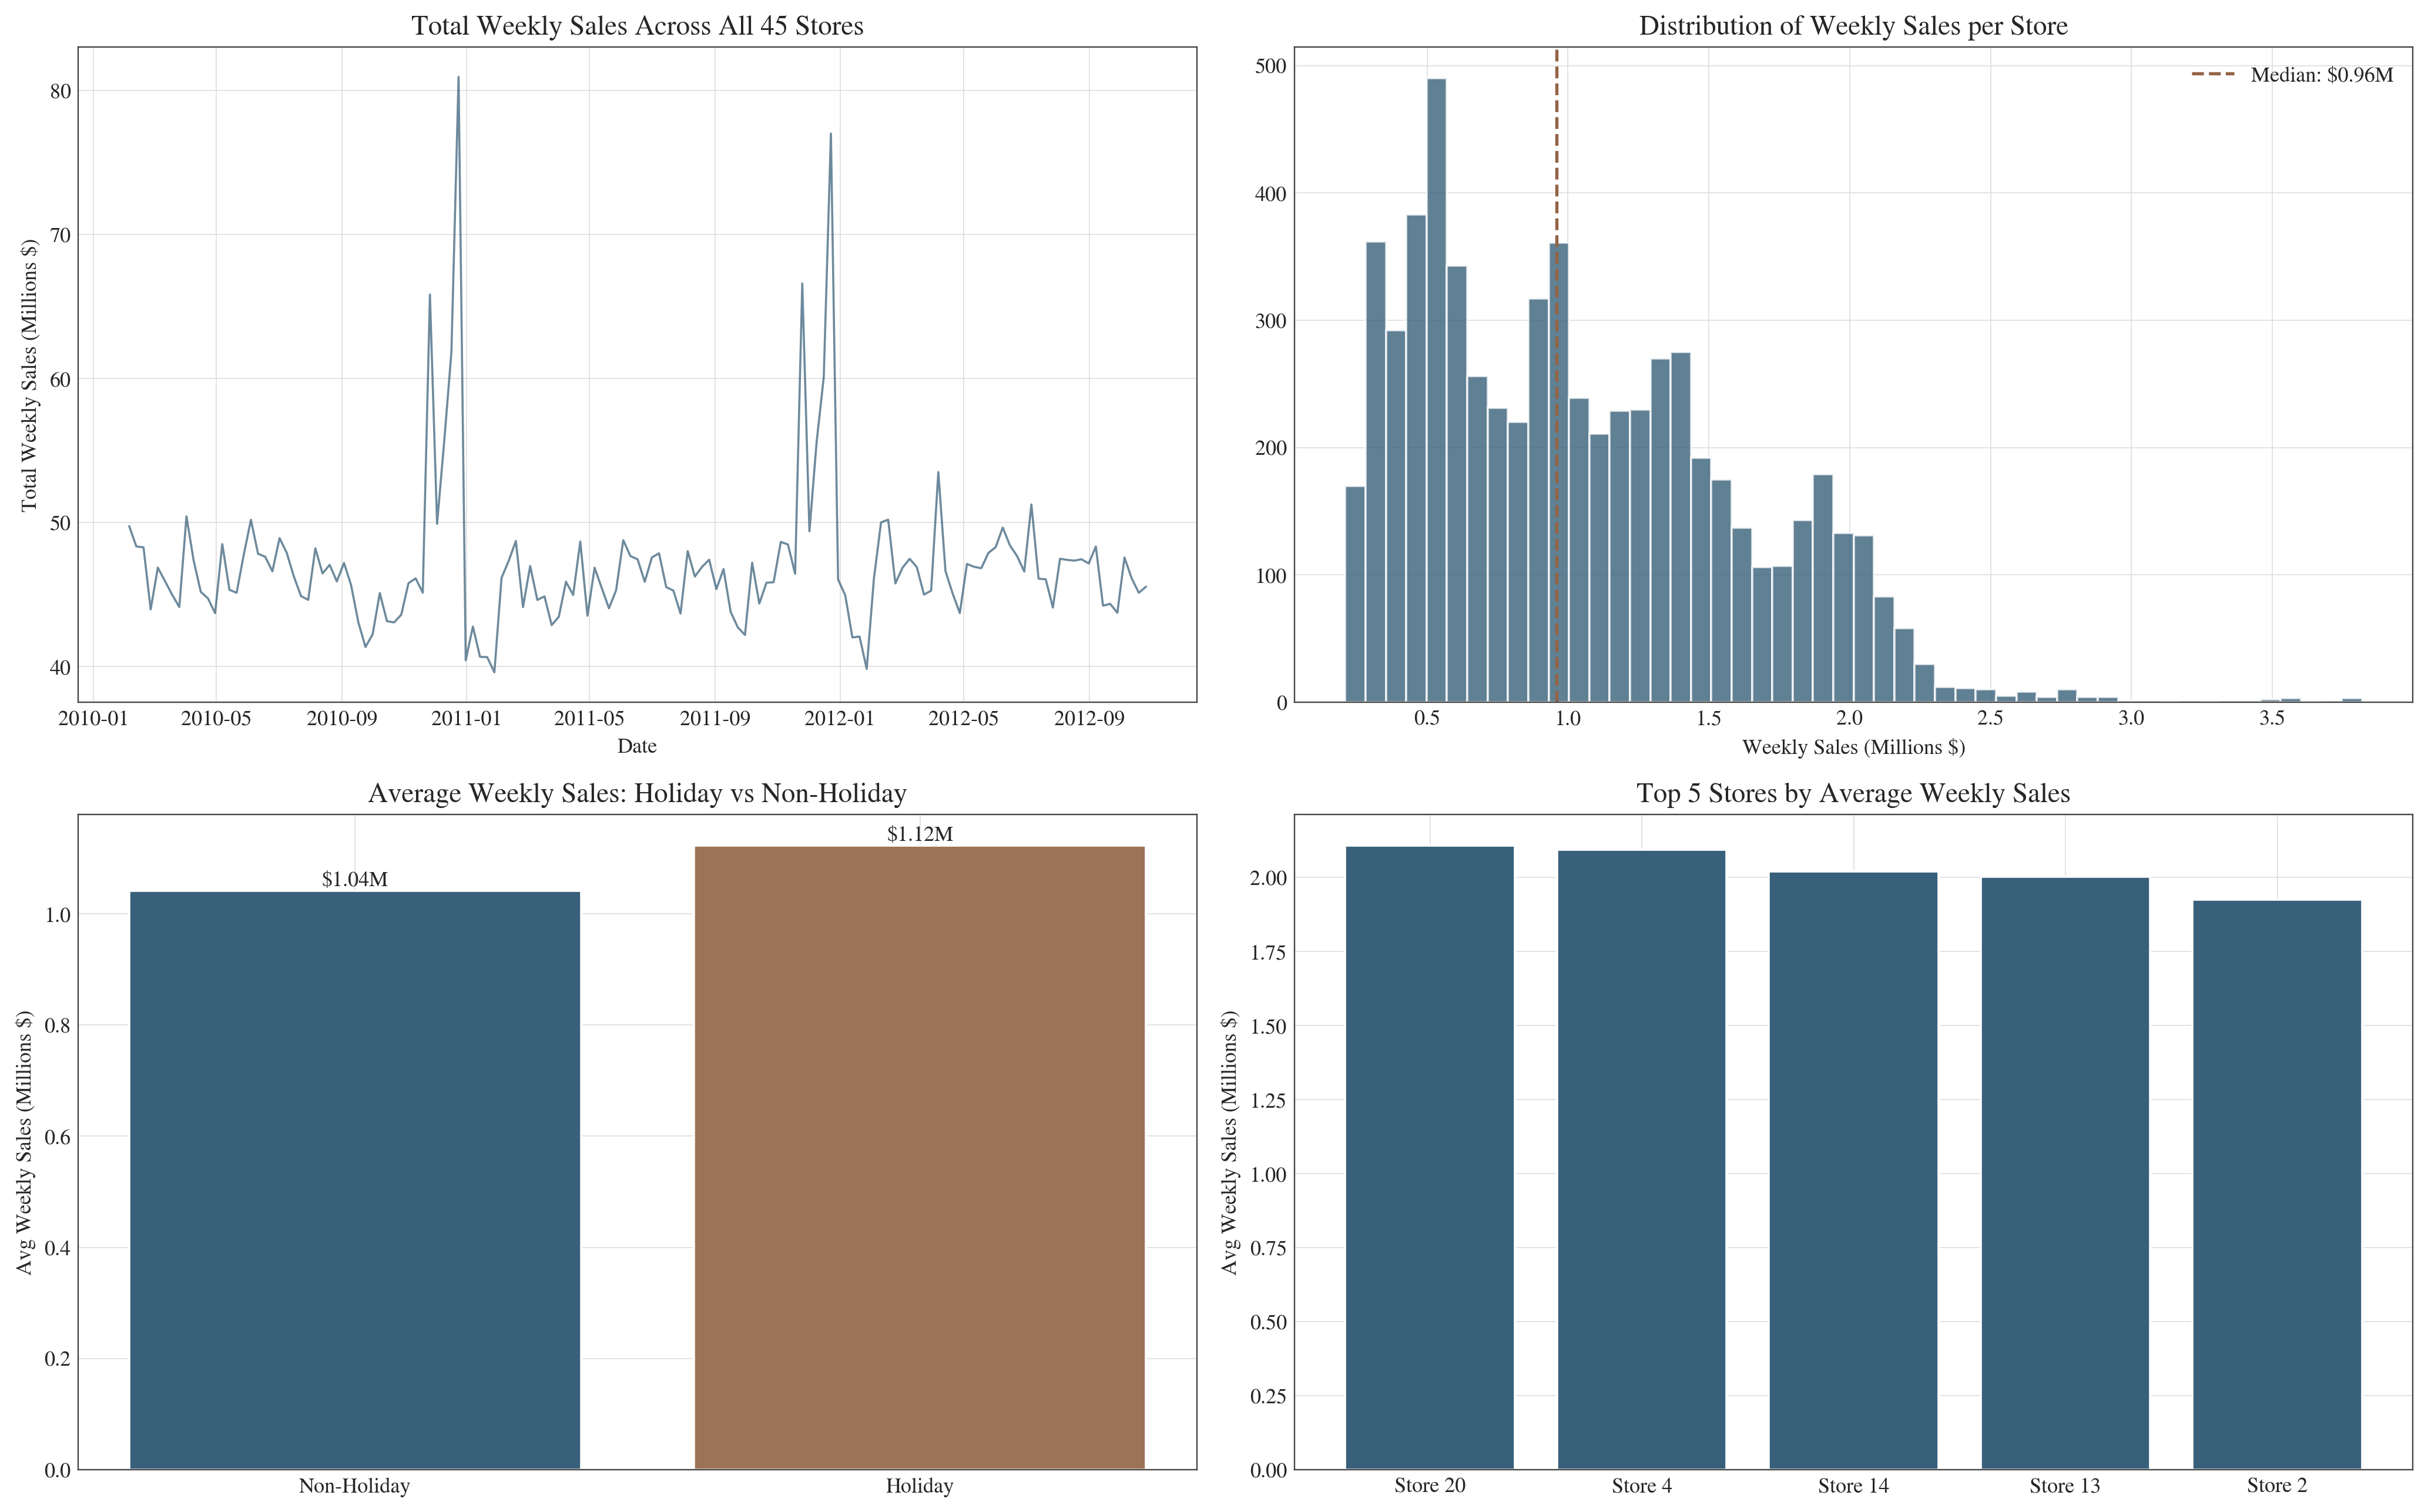 Total Weekly Sales Across All 45 Stores
Total Weekly Sales (Millions $)
80
70
60
50
40
2010-01 2010-05 2010-09 2011-01 2011-05 2011-09 2012-01 2012-05 2012-09
Date
Distribution of Weekly Sales per Store
Median: $0.96M
500
400
300
200
100
0
0.5 1.0 1.5 2.0 2.5 3.0 3.5
Weekly Sales (Millions $)
Average Weekly Sales: Holiday vs Non-Holiday
Avg Weekly Sales (Millions $)
$1.04M
$1.12M
1.0
0.8
0.6
0.4
0.2
0.0
Non-Holiday Holiday
Top 5 Stores by Average Weekly Sales
Avg Weekly Sales (Millions $)
2.00
1.75
1.50
1.25
1.00
0.75
0.50
0.25
0.00
Store 20 Store 4 Store 14 Store 13 Store 2